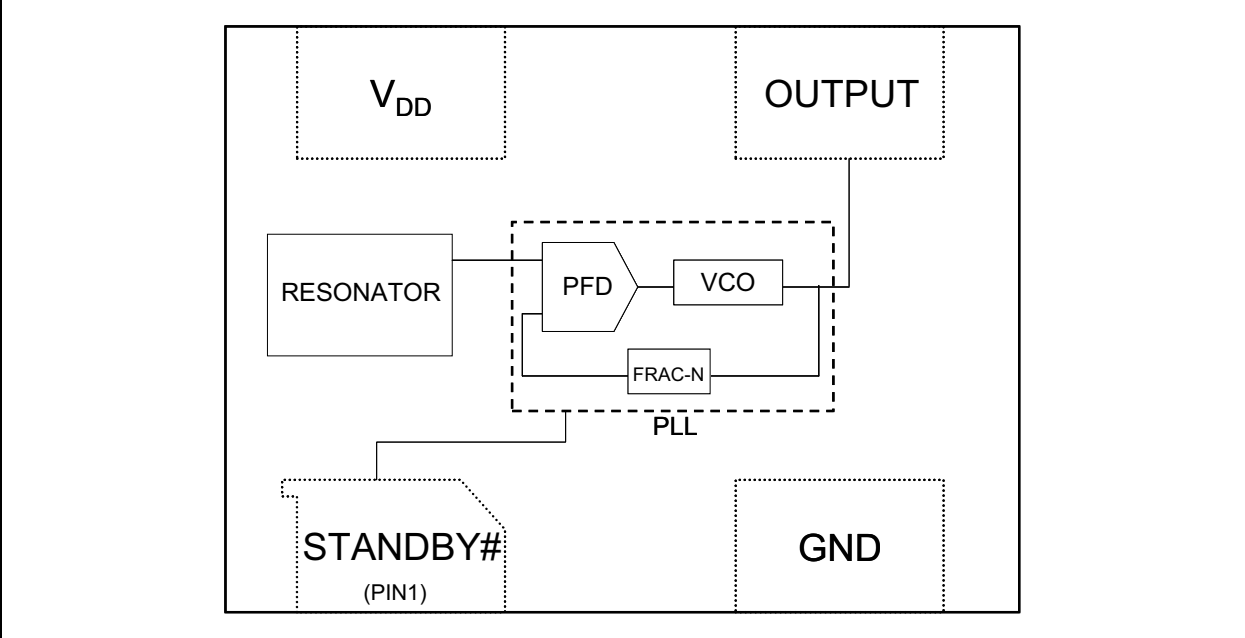 VDD
OUTPUT
RESONATOR
PFD
VCO
FRAC-N
PLL
STANDBY#
(PIN1)
GND